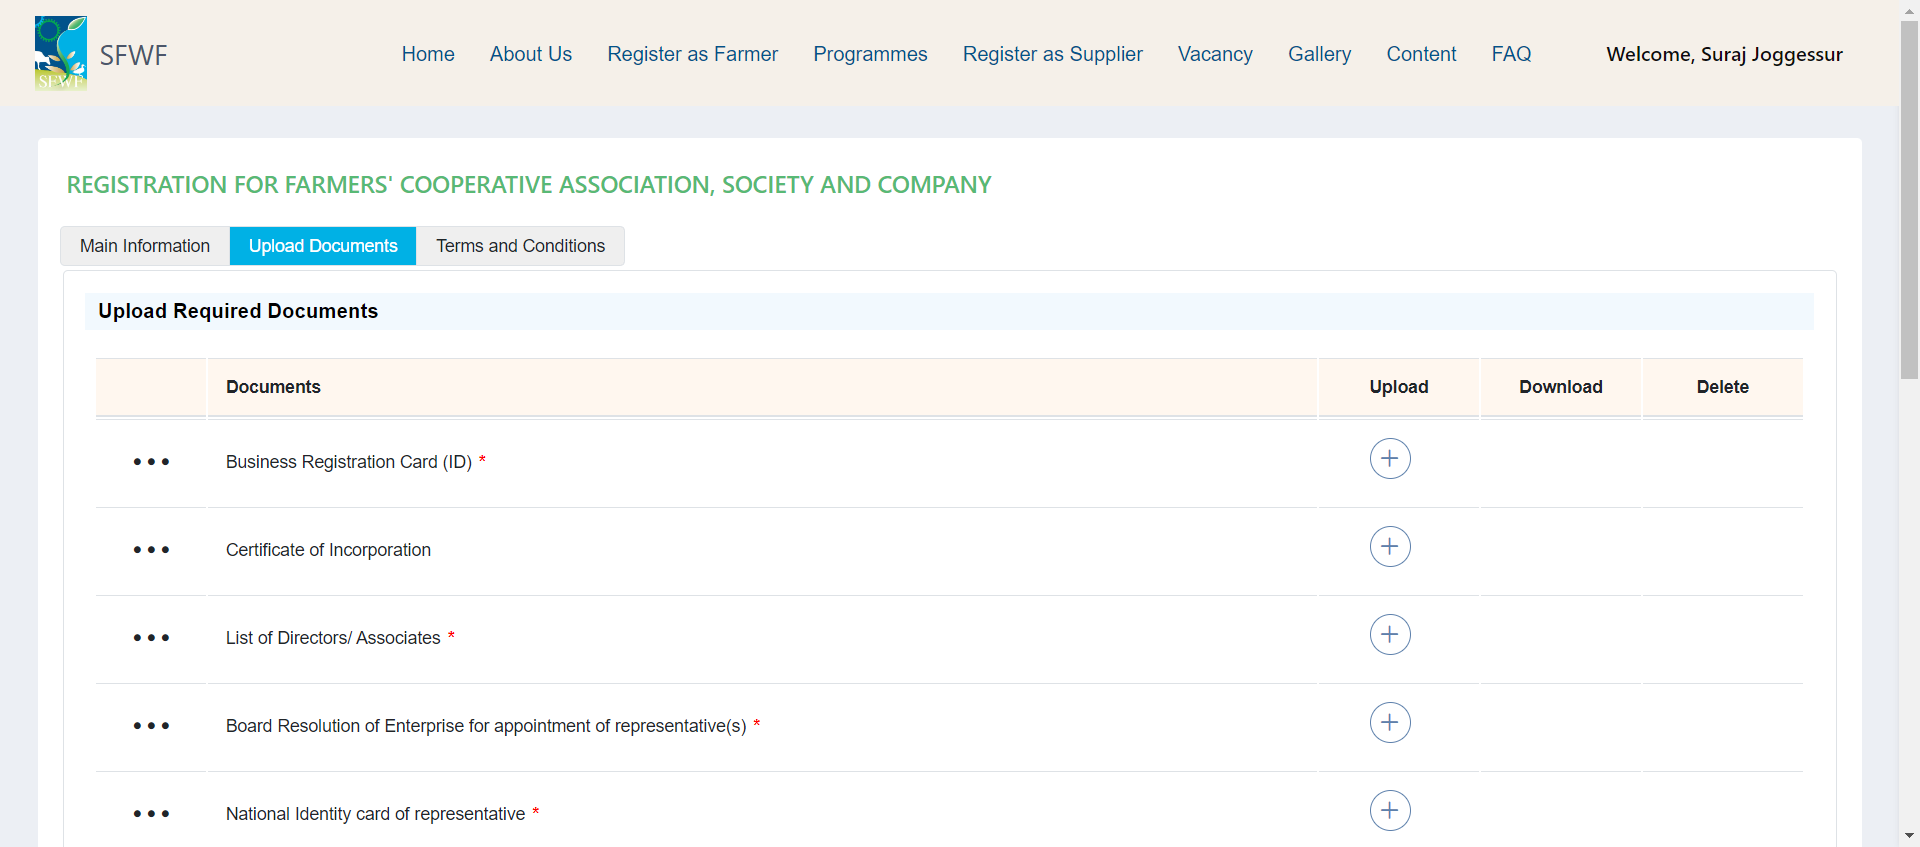 SFWF
SFWF
Home About Us Register as Farmer Programmes Register as Supplier Vacancy Gallery Content FAQ Welcome, Suraj Joggessur
REGISTRATION FOR FARMERS' COOPERATIVE ASSOCIATION, SOCIETY AND COMPANY
Main Information Upload Documents Terms and Conditions
Upload Required Documents
Documents Upload Download Delete
Business Registration Card (ID) *
Certificate of Incorporation
List of Directors/ Associates *
Board Resolution of Enterprise for appointment of representative(s) *
National Identity card of representative *